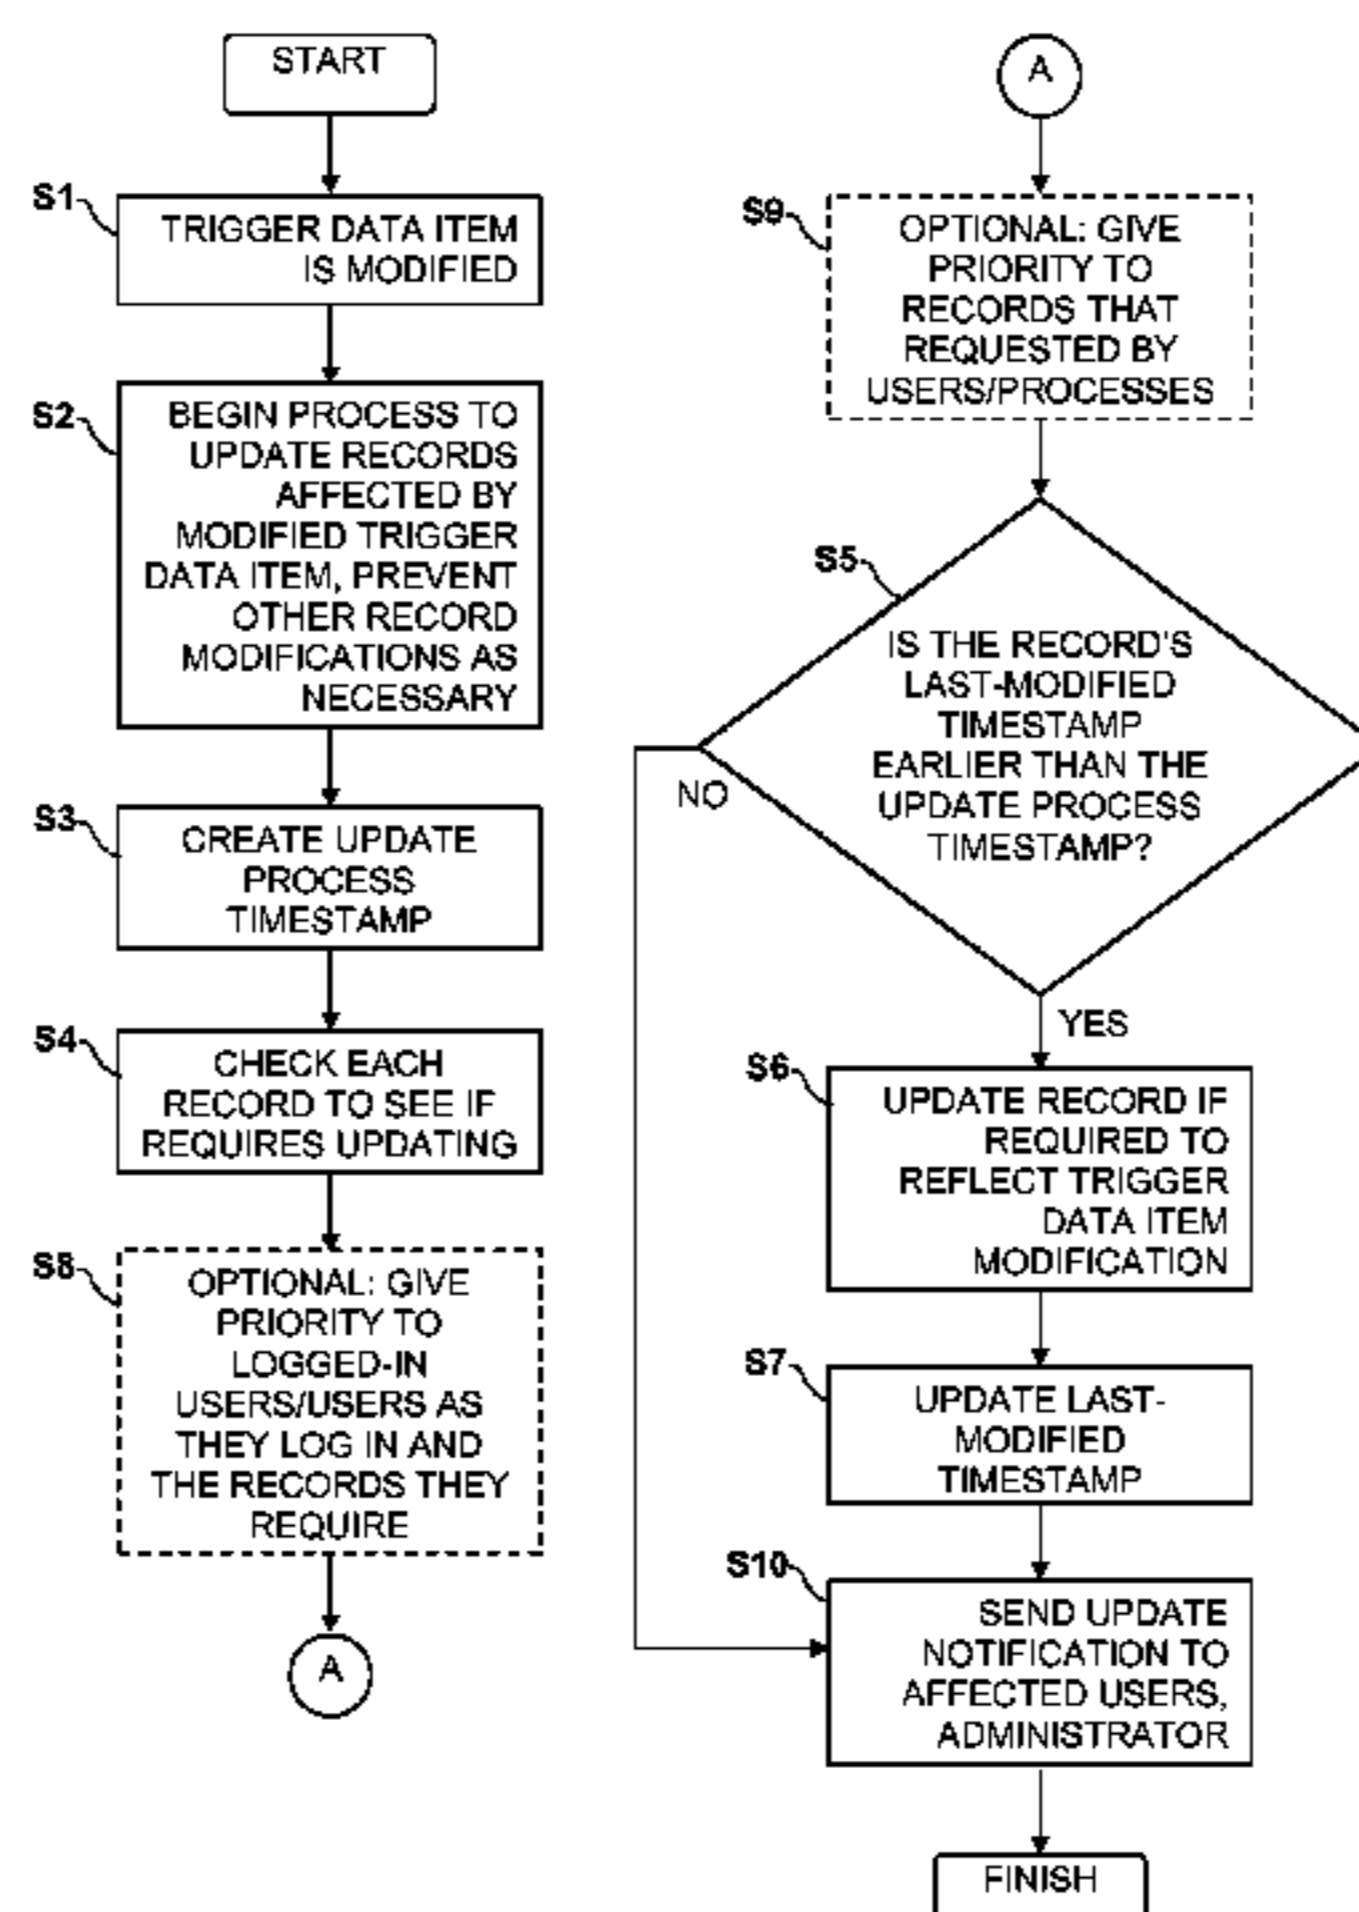 START
S1
TRIGGER DATA ITEM
IS MODIFIED
S2
BEGIN PROCESS TO
UPDATE RECORDS
AFFECTED BY
MODIFIED TRIGGER
DATA ITEM, PREVENT
OTHER RECORD
MODIFICATIONS AS
NECESSARY
S3
CREATE UPDATE
PROCESS
TIMESTAMP
S4
CHECK EACH
RECORD TO SEE IF
REQUIRES UPDATING
S8
OPTIONAL: GIVE
PRIORITY TO
LOGGED-IN
USERS/USERS AS
THEY LOG IN AND
THE RECORDS THEY
REQUIRE
A
A
S9
OPTIONAL: GIVE
PRIORITY TO
RECORDS THAT
REQUESTED BY
USERS/PROCESSES
S5
IS THE RECORD'S
LAST-MODIFIED
TIMESTAMP
EARLIER THAN THE
UPDATE PROCESS
TIMESTAMP?
NO
YES
S6
UPDATE RECORD IF
REQUIRED TO
REFLECT TRIGGER
DATA ITEM
MODIFICATION
S7
UPDATE LAST-
MODIFIED
TIMESTAMP
S10
SEND UPDATE
NOTIFICATION TO
AFFECTED USERS,
ADMINISTRATOR
FINISH